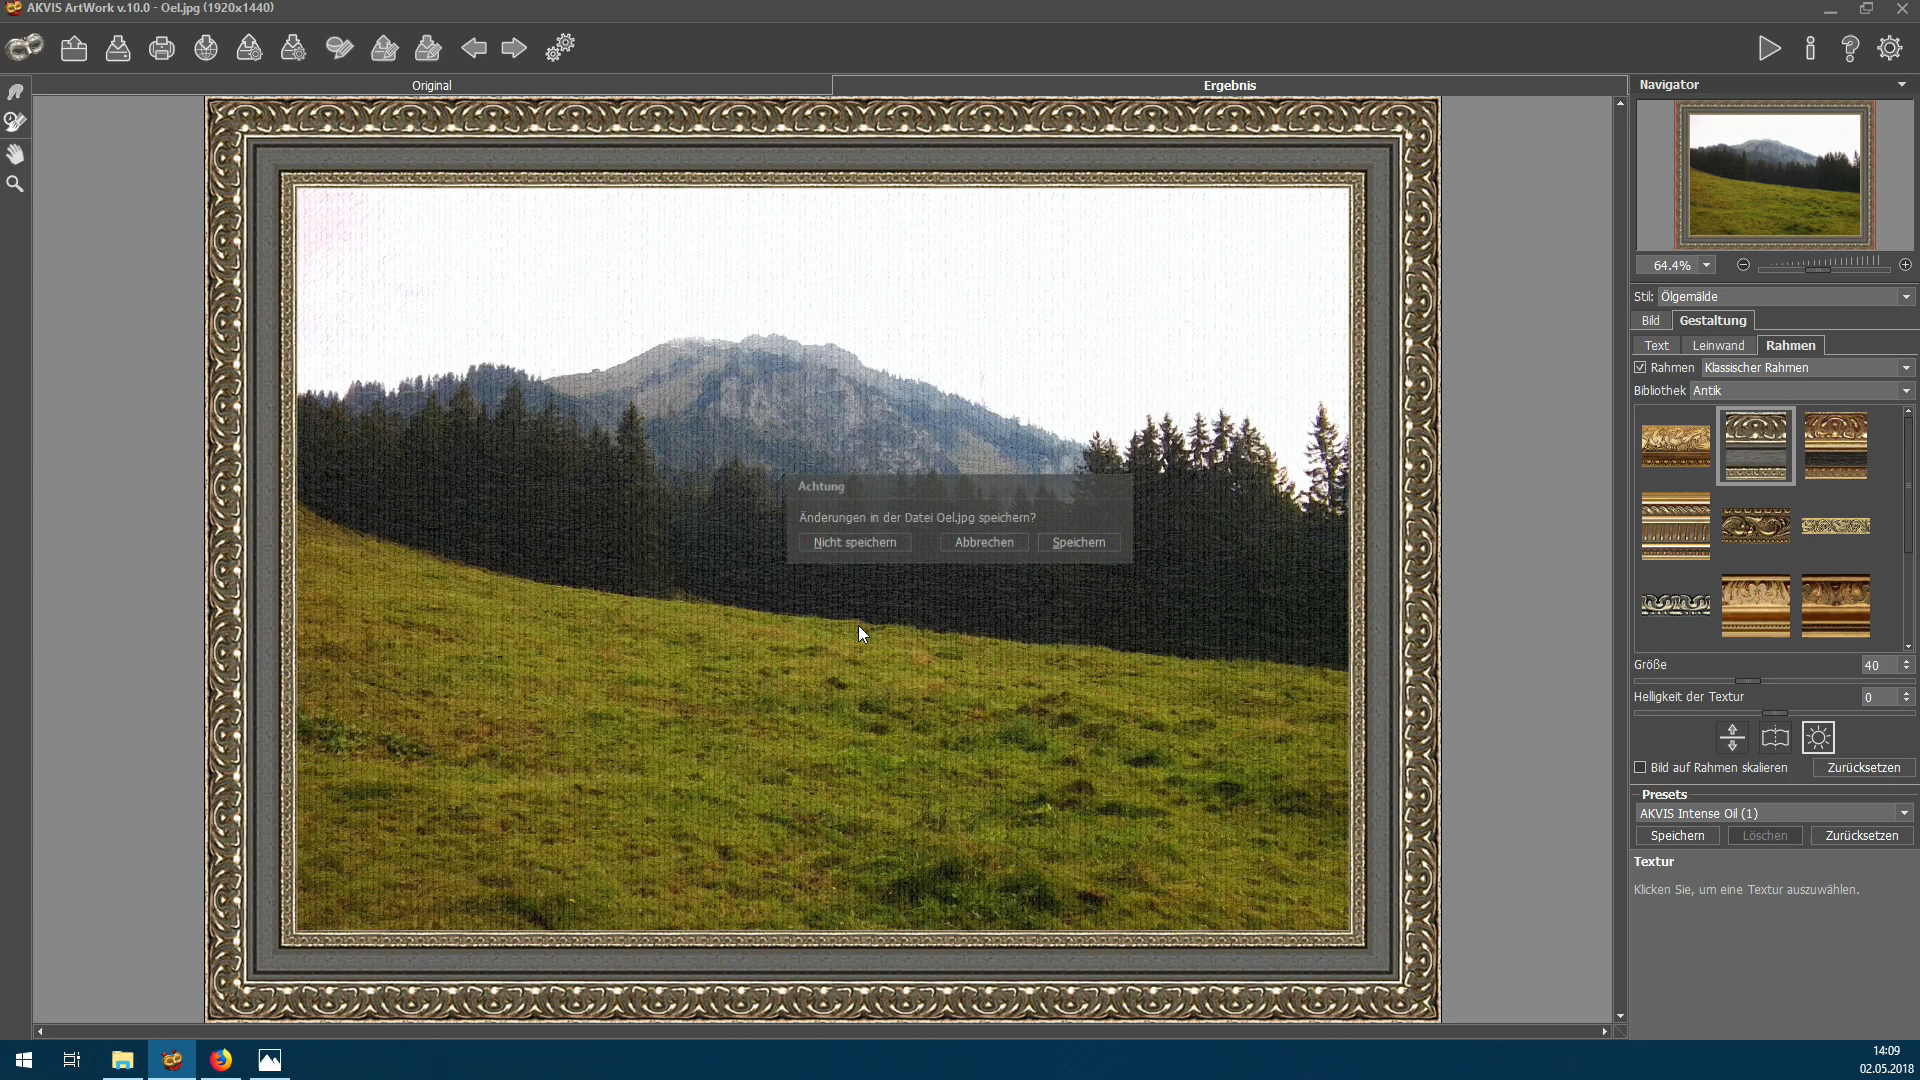 AKVIS ArtWork v.10.0 - Oel.jpg (1920x1440)
Original
Ergebnis
Navigator
64.4%
Stil: Ölgemälde
Bild Gestaltung
Text Leinwand Rahmen
Rahmen Klassischer Rahmen
Bibliothek Antik
Größe 40
Helligkeit der Textur 0
Bild auf Rahmen skalieren Zurücksetzen
Presets
AKVIS Intense Oil (1)
Speichern Löschen Zurücksetzen
Textur
Klicken Sie, um eine Textur auszuwählen.
Achtung
Änderungen in der Datei Oel.jpg speichern?
Nicht speichern Abbrechen Speichern
14:09
02.05.2018